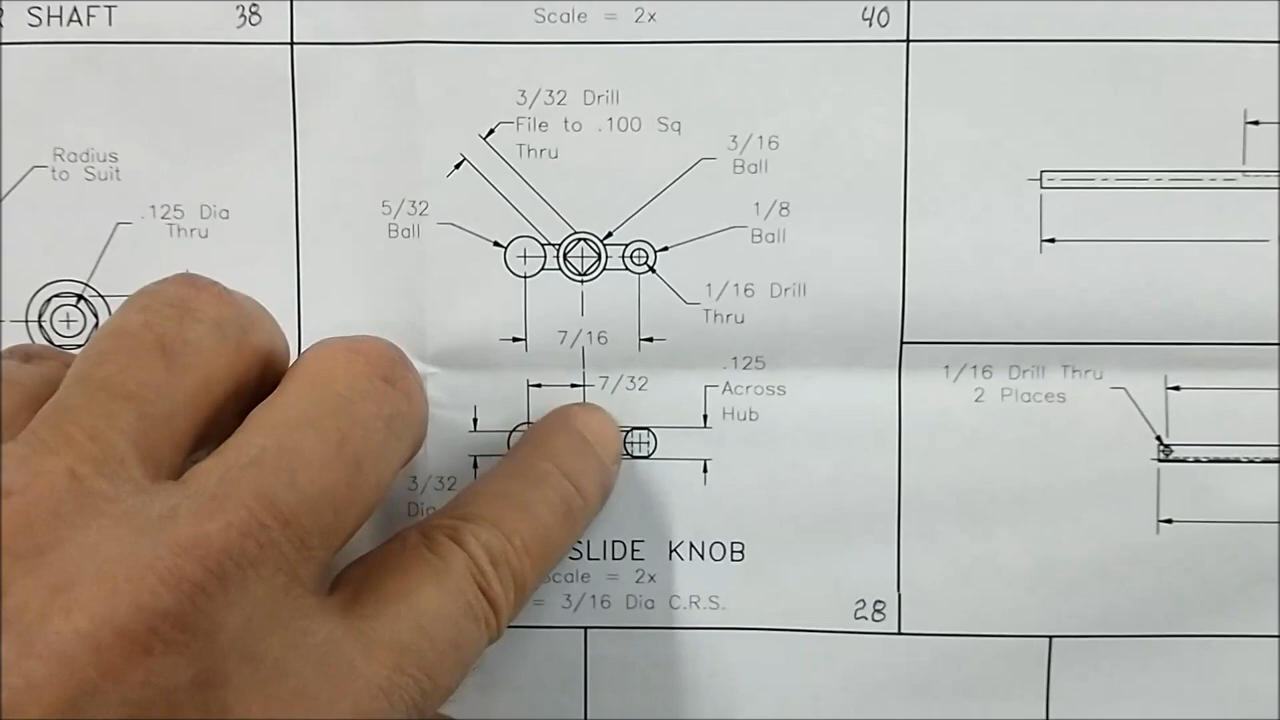 SHAFT
38
Scale = 2x
40
3/32 Drill
File to .100 Sq
Thru
3/16
Ball
Radius
to Suit
.125 Dia
Thru
5/32
Ball
1/8
Ball
1/16 Drill
Thru
7/16
7/32
.125
Across
Hub
1/16 Drill Thru
2 Places
3/32
SLIDE KNOB
Scale = 2x
= 3/16 Dia C.R.S.
28